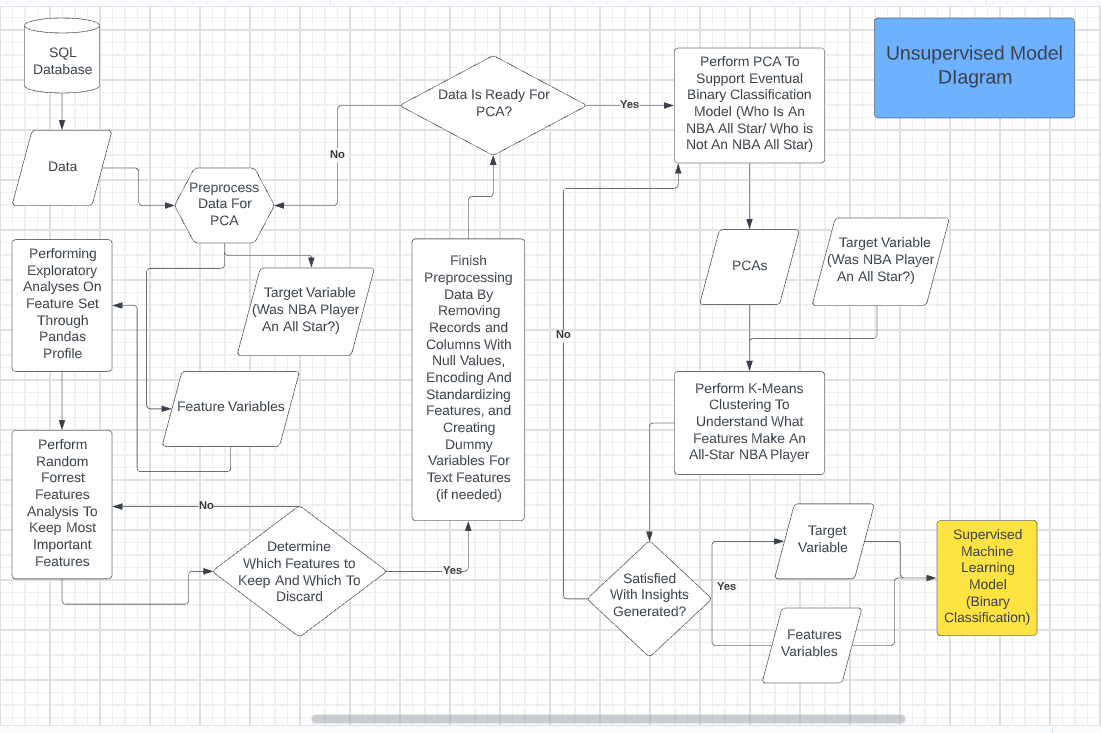 SQL
Database
Data
Preprocess
Data For
PCA
Target Variable
(Was NBA Player
An All Star?)
Feature Variables
Performing
Exploratory
Analyses On
Feature Set
Through
Pandas
Profile
Perform
Random
Forrest
Features
Analysis To
Keep Most
Important
Features
No
Determine
Which Features to
Keep And Which To
Discard
Yes
Finish
Preprocessing
Data By
Removing
Records and
Columns With
Null Values,
Encoding And
Standardizing
Features, and
Creating
Dummy
Variables For
Text Features
(if needed)
Data Is Ready For
PCA?
No
Yes
Perform PCA To
Support Eventual
Binary Classification
Model (Who Is An
NBA All Star/ Who is
Not An NBA All Star)
PCAs
Target Variable
(Was NBA Player
An All Star?)
Perform K-Means
Clustering To
Understand What
Features Make An
All-Star NBA Player
No
Satisfied
With Insights
Generated?
Yes
Target
Variable
Features
Variables
Supervised
Machine
Learning
Model
(Binary
Classification)
Unsupervised Model
DIagram